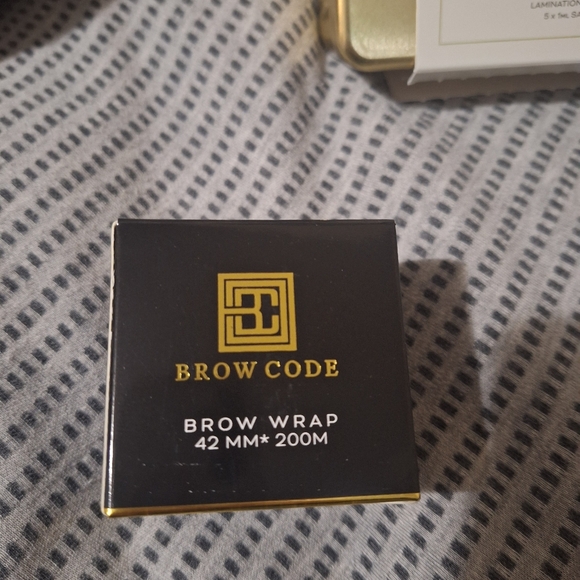 LAMINATION
BROW CODE
BROW WRAP
42 MM* 200M